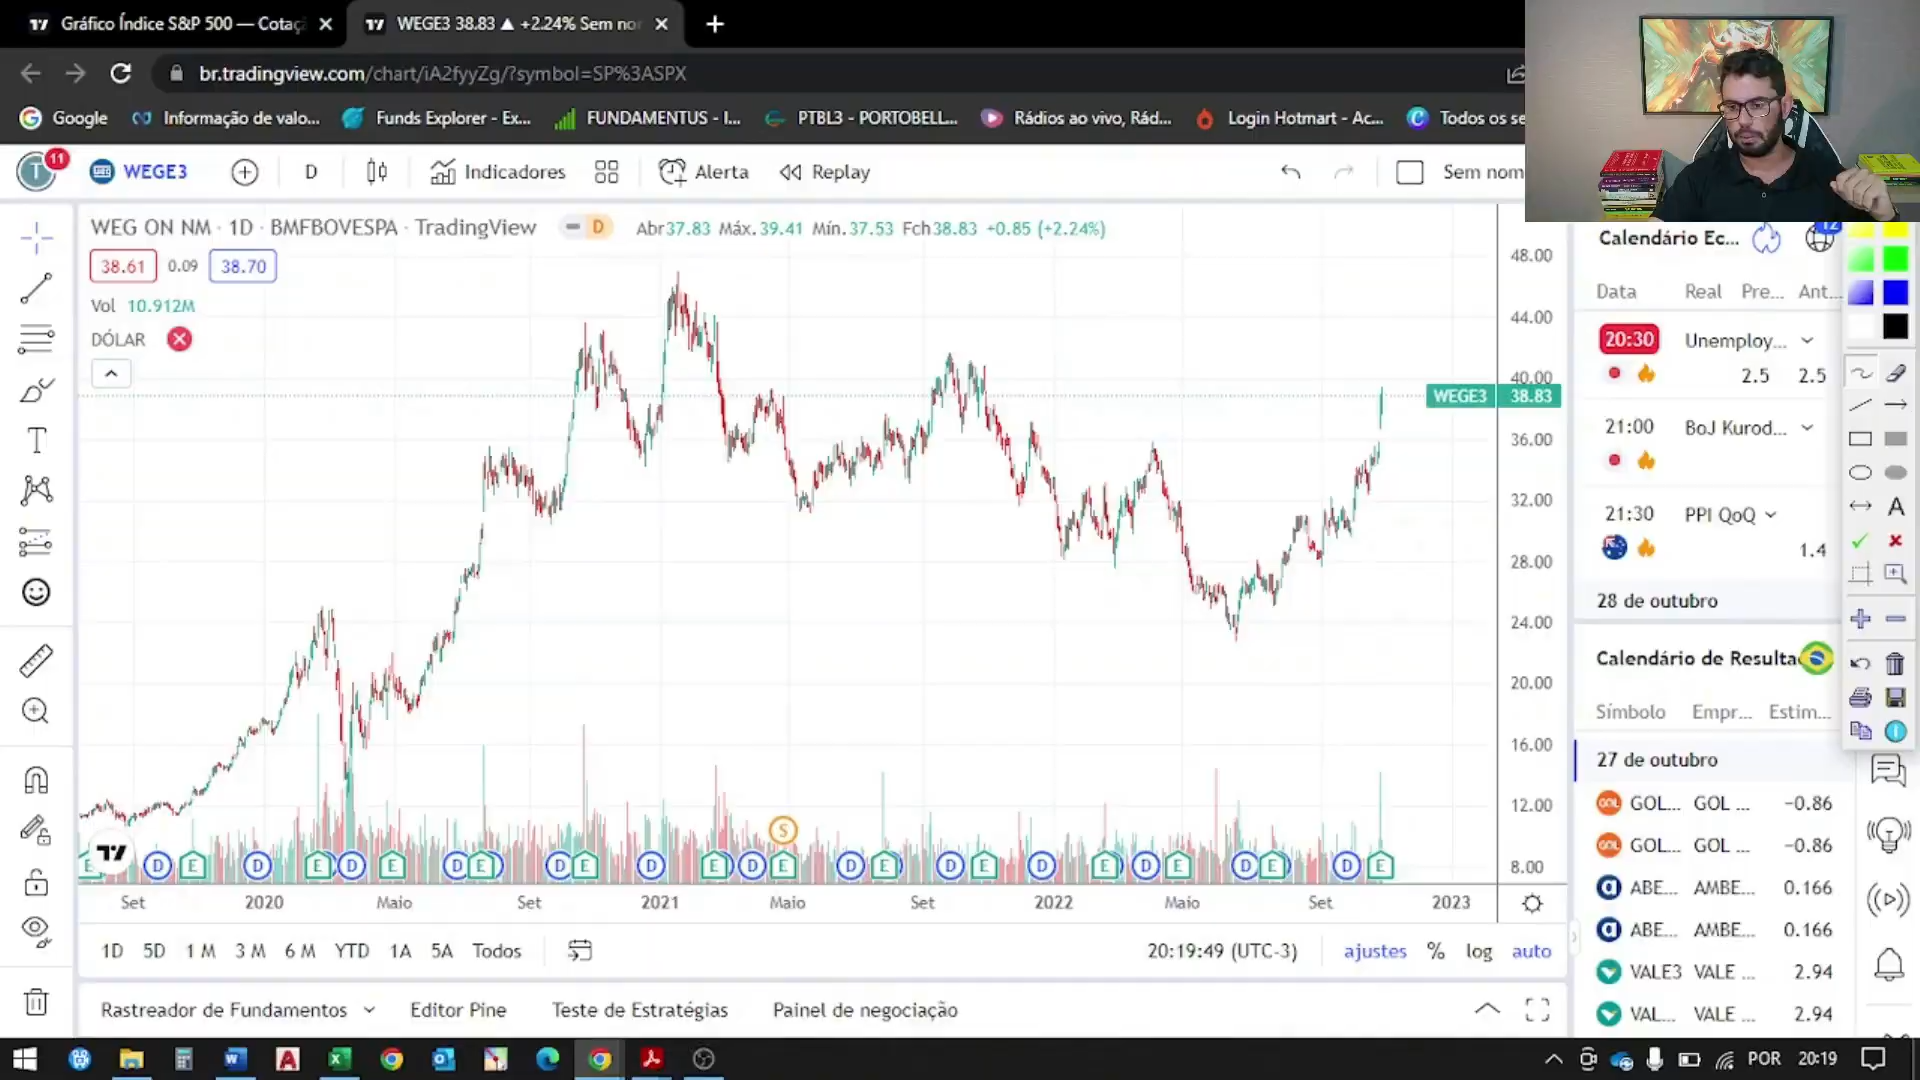 Gráfico Índice S&P 500 — Cotaç
WEGE3 38.83 ▲ +2.24% Sem no
br.tradingview.com/chart/iA2fyyZg/?symbol=SP%3ASPX
Google
Informação de valo...
Funds Explorer - Ex...
FUNDAMENTUS - I...
PTBL3 - PORTOBELL...
Rádios ao vivo, Rád...
Login Hotmart - Ac...
Todos os se
T
11
WEGE3
D
Indicadores
Alerta
Replay
Sem nom
WEG ON NM · 1D · BMFBOVESPA · TradingView
D
Abr37.83 Máx.39.41 Mín.37.53 Fch38.83 +0.85 (+2.24%)
38.61
0.09
38.70
Vol 10.912M
DÓLAR
48.00
44.00
40.00
WEGE3 38.83
36.00
32.00
28.00
24.00
20.00
16.00
12.00
8.00
S
E D E D E D E D E D E D E D E D E D E D E D E D E D E D E
Set 2020 Maio Set 2021 Maio Set 2022 Maio Set 2023
1D 5D 1 M 3 M 6 M YTD 1A 5A Todos
20:19:49 (UTC-3)
ajustes % log auto
Rastreador de Fundamentos
Editor Pine
Teste de Estratégias
Painel de negociação
Calendário Ec...
12
Data Real Pre... Ant...
20:30 Unemploy...
2.5 2.5
21:00 BoJ Kurod...
21:30 PPI QoQ
1.4
28 de outubro
Calendário de Resulta
Símbolo Empr... Estim...
27 de outubro
GOL... GOL ... −0.86
GOL... GOL ... −0.86
ABE... AMBE... 0.166
ABE... AMBE... 0.166
VALE3 VALE ... 2.94
VAL... VALE ... 2.94
A
POR 20:19